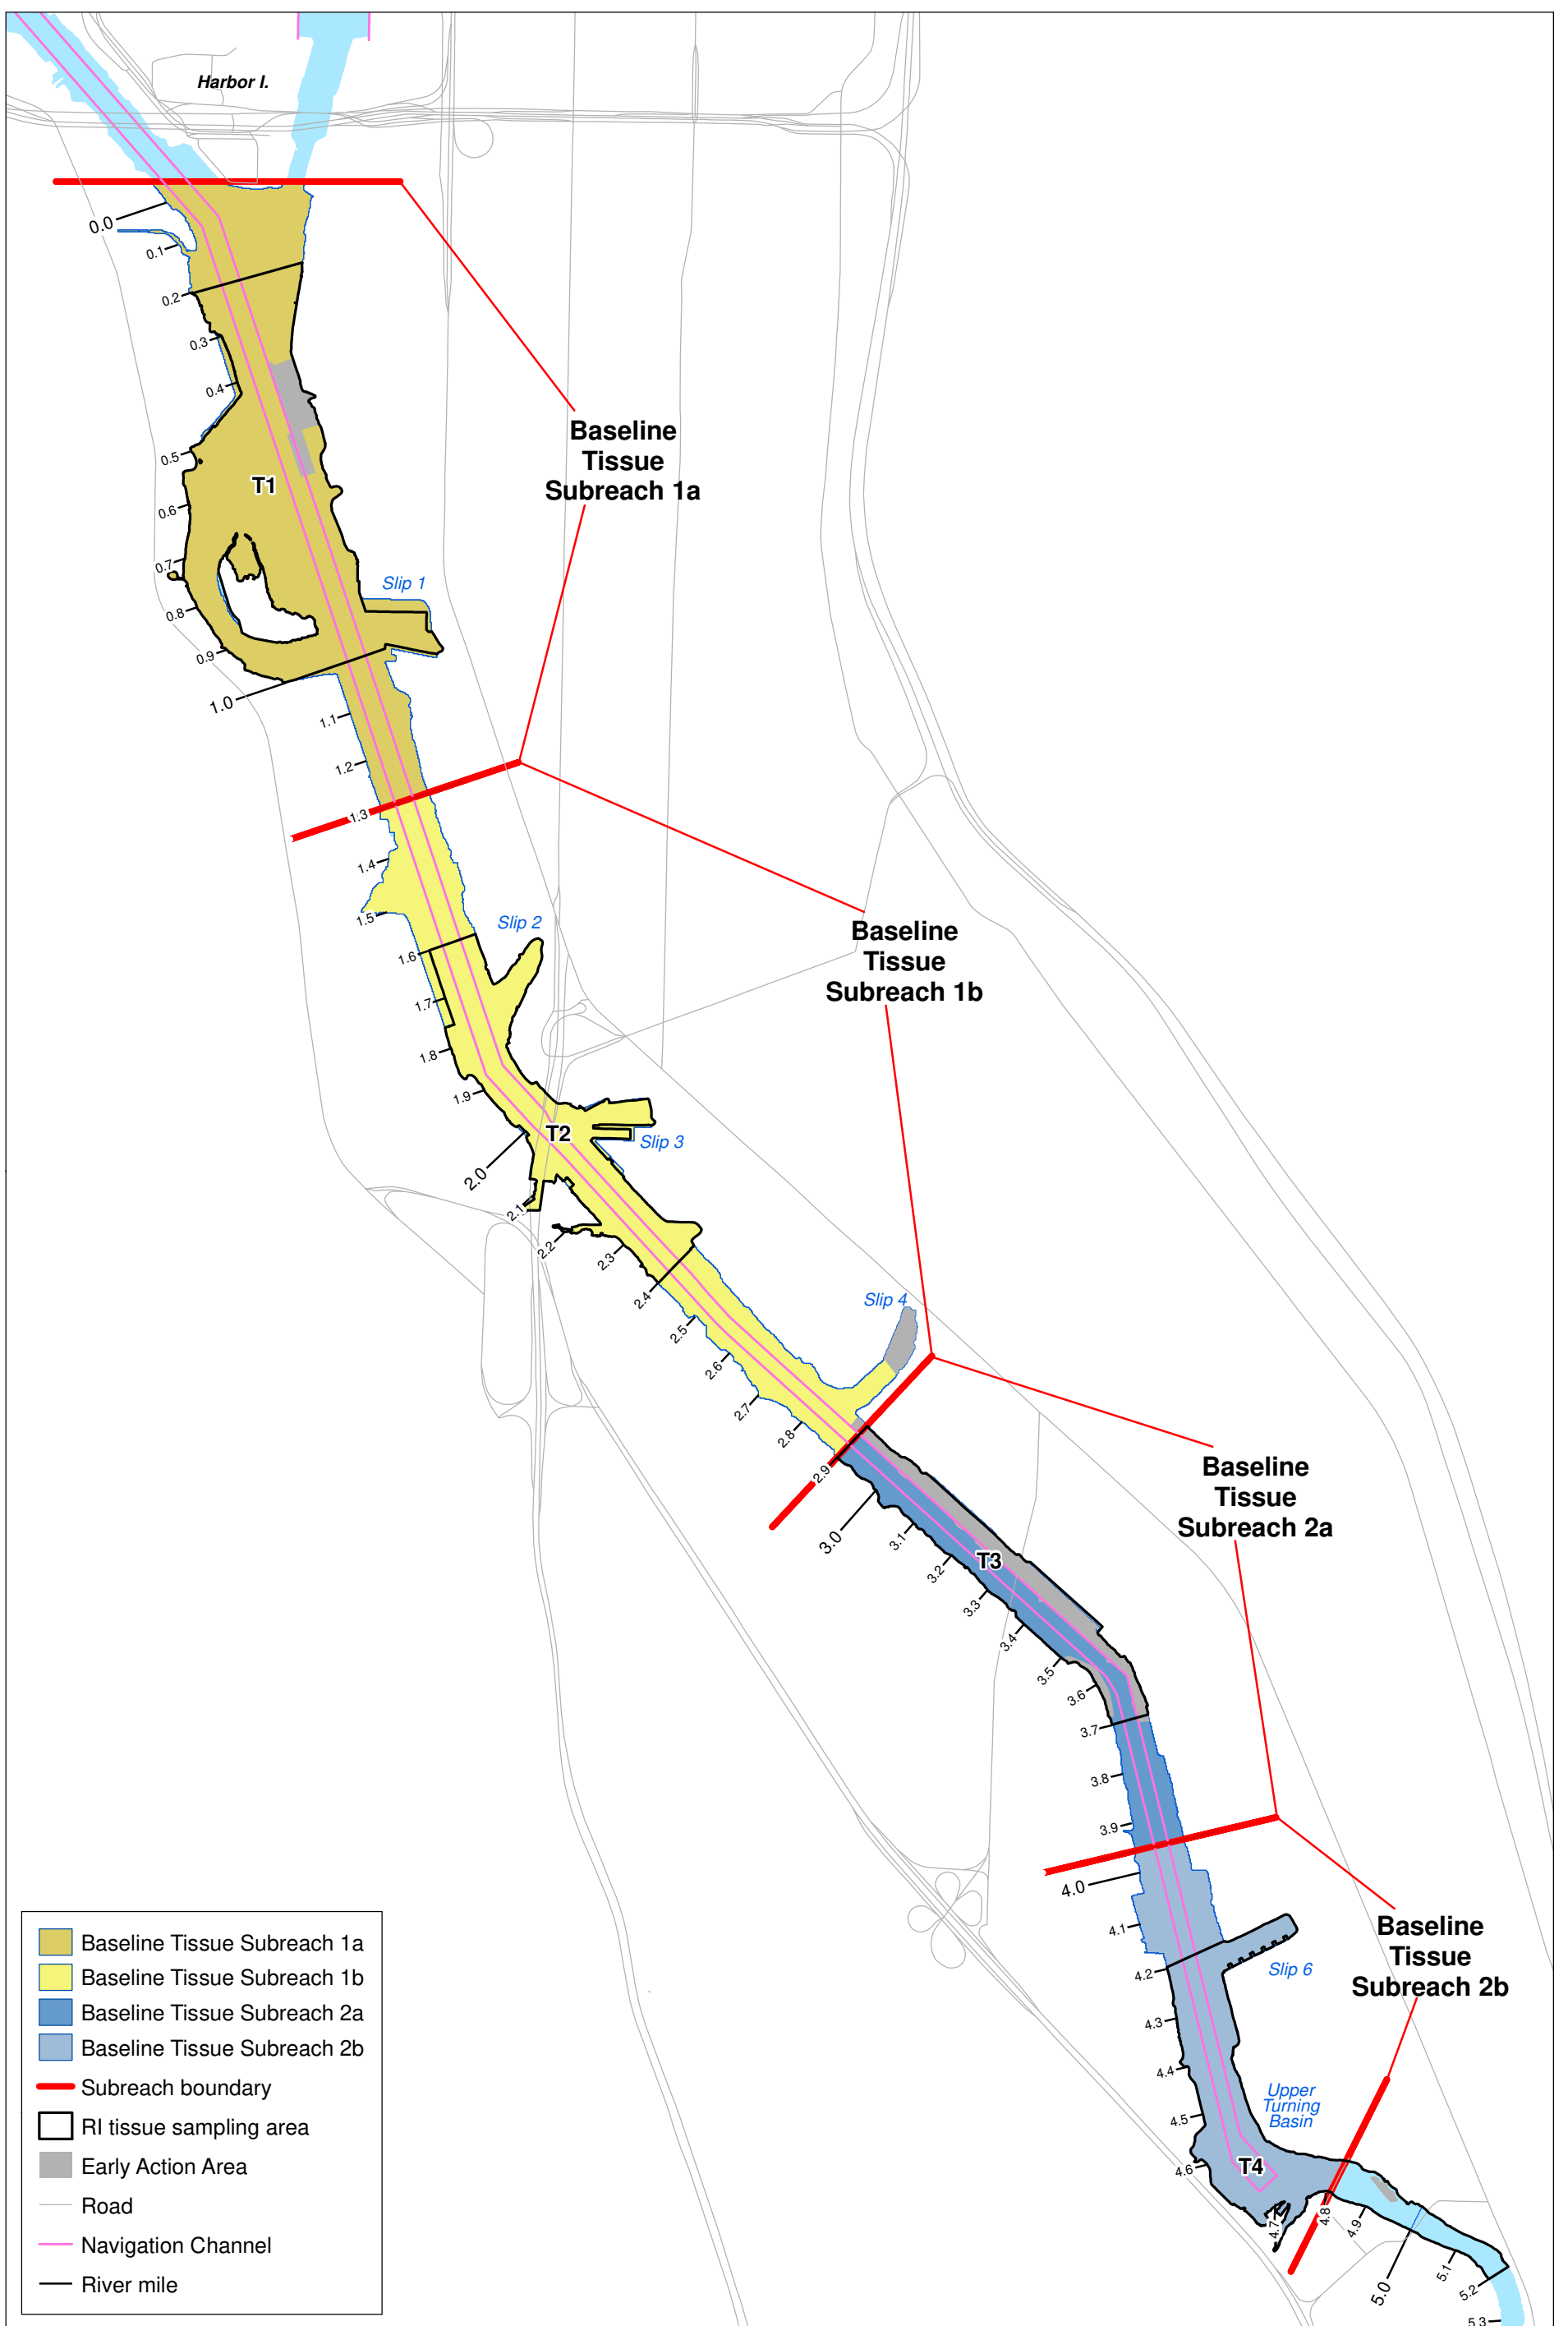 Harbor I.
0.0
0.1
0.2
0.3
0.4
Baseline
Tissue
Subreach 1a
0.5
T1
0.6
0.7
Slip 1
0.8
0.9
1.0
1.1
1.2
1.3
1.4
1.5
Slip 2
Baseline
Tissue
Subreach 1b
1.6
1.7
1.8
1.9
T2
Slip 3
2.0
2.1
2.2
2.3
2.4
Slip 4
2.5
2.6
2.7
2.8
2.9
Baseline
Tissue
Subreach 2a
3.0
3.1
T3
3.2
3.3
3.4
3.5
3.6
3.7
3.8
3.9
4.0
4.1
Baseline
Tissue
Subreach 2b
4.2
Slip 6
4.3
4.4
Upper
Turning
Basin
4.5
T4
4.6
4.7
4.8
4.9
5.0
5.1
5.2
5.3
Baseline Tissue Subreach 1a
Baseline Tissue Subreach 1b
Baseline Tissue Subreach 2a
Baseline Tissue Subreach 2b
Subreach boundary
RI tissue sampling area
Early Action Area
Road
Navigation Channel
River mile